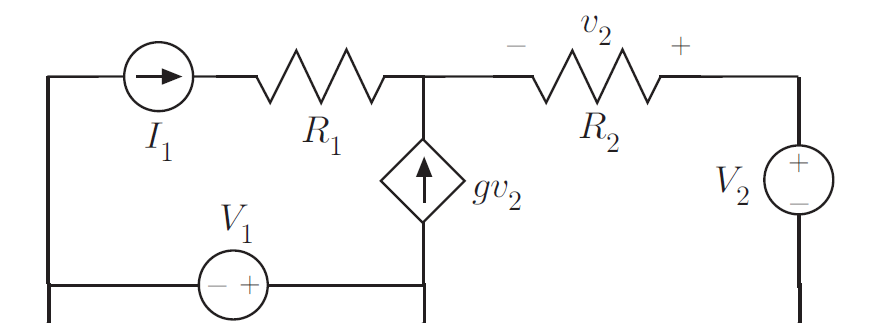 − v₂ +
I₁ R₁ R₂
+
V₂
−
gv₂
V₁
− +